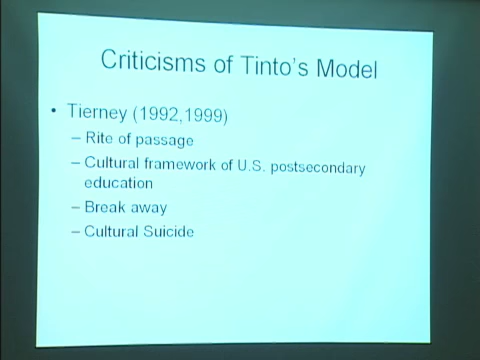 Criticisms of Tinto's Model
• Tierney (1992,1999)
– Rite of passage
– Cultural framework of U.S. postsecondary
education
– Break away
– Cultural Suicide